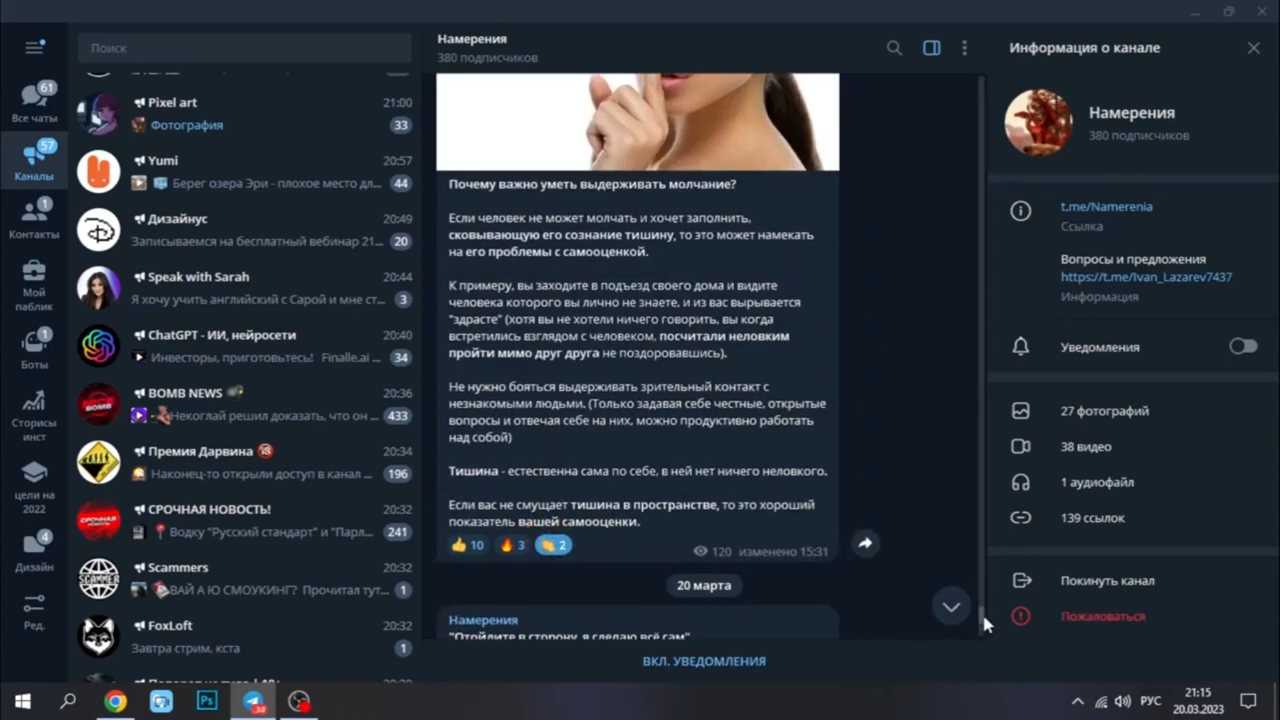 Поиск
61
Все чаты
57
Каналы
1
Контакты
Мой
паблик
1
Боты
Сторисы
инст
цели на
2022
4
Дизайн
Ред.
Pixel art
21:00
Фотография
33
Yumi
20:57
Берег озера Эри - плохое место дл...
44
Дизайнус
20:49
Записываемся на бесплатный вебинар 21...
20
Speak with Sarah
20:44
Я хочу учить английский с Сарой и мне ст...
3
ChatGPT - ИИ, нейросети
20:40
Инвесторы, приготовьтесь! Finalle.ai ...
34
BOMB NEWS
20:36
Некоглай решил доказать, что он ...
433
Премия Дарвина
20:34
Наконец-то открыли доступ в канал ...
196
СРОЧНАЯ НОВОСТЬ!
20:32
Водку "Русский стандарт" и "Парл...
241
Scammers
20:32
ВАЙ А Ю СМОУКИНГ? Прочитал тут...
1
FoxLoft
20:32
Завтра стрим, кста
1
Намерения
380 подписчиков
Почему важно уметь выдерживать молчание?
Если человек не может молчать и хочет заполнить,
сковывающую его сознание тишину, то это может намекать
на его проблемы с самооценкой.
К примеру, вы заходите в подъезд своего дома и видите
человека которого вы лично не знаете, и из вас вырывается
"здрасте" (хотя вы не хотели ничего говорить, вы когда
встретились взглядом с человеком, посчитали неловким
пройти мимо друг друга не поздоровавшись).
Не нужно бояться выдерживать зрительный контакт с
незнакомыми людьми. (Только задавая себе честные, открытые
вопросы и отвечая себе на них, можно продуктивно работать
над собой)
Тишина - естественна сама по себе, в ней нет ничего неловкого.
Если вас не смущает тишина в пространстве, то это хороший
показатель вашей самооценки.
10 3 2
120 изменено 15:31
20 марта
Намерения
"Отойдите в сторону, я сделаю всё сам"
ВКЛ. УВЕДОМЛЕНИЯ
Информация о канале
Намерения
380 подписчиков
t.me/Namerenia
Ссылка
Вопросы и предложения
https://t.me/Ivan_Lazarev7437
Информация
Уведомления
27 фотографий
38 видео
1 аудиофайл
139 ссылок
Покинуть канал
Пожаловаться
Ps
РУС
21:15
20.03.2023